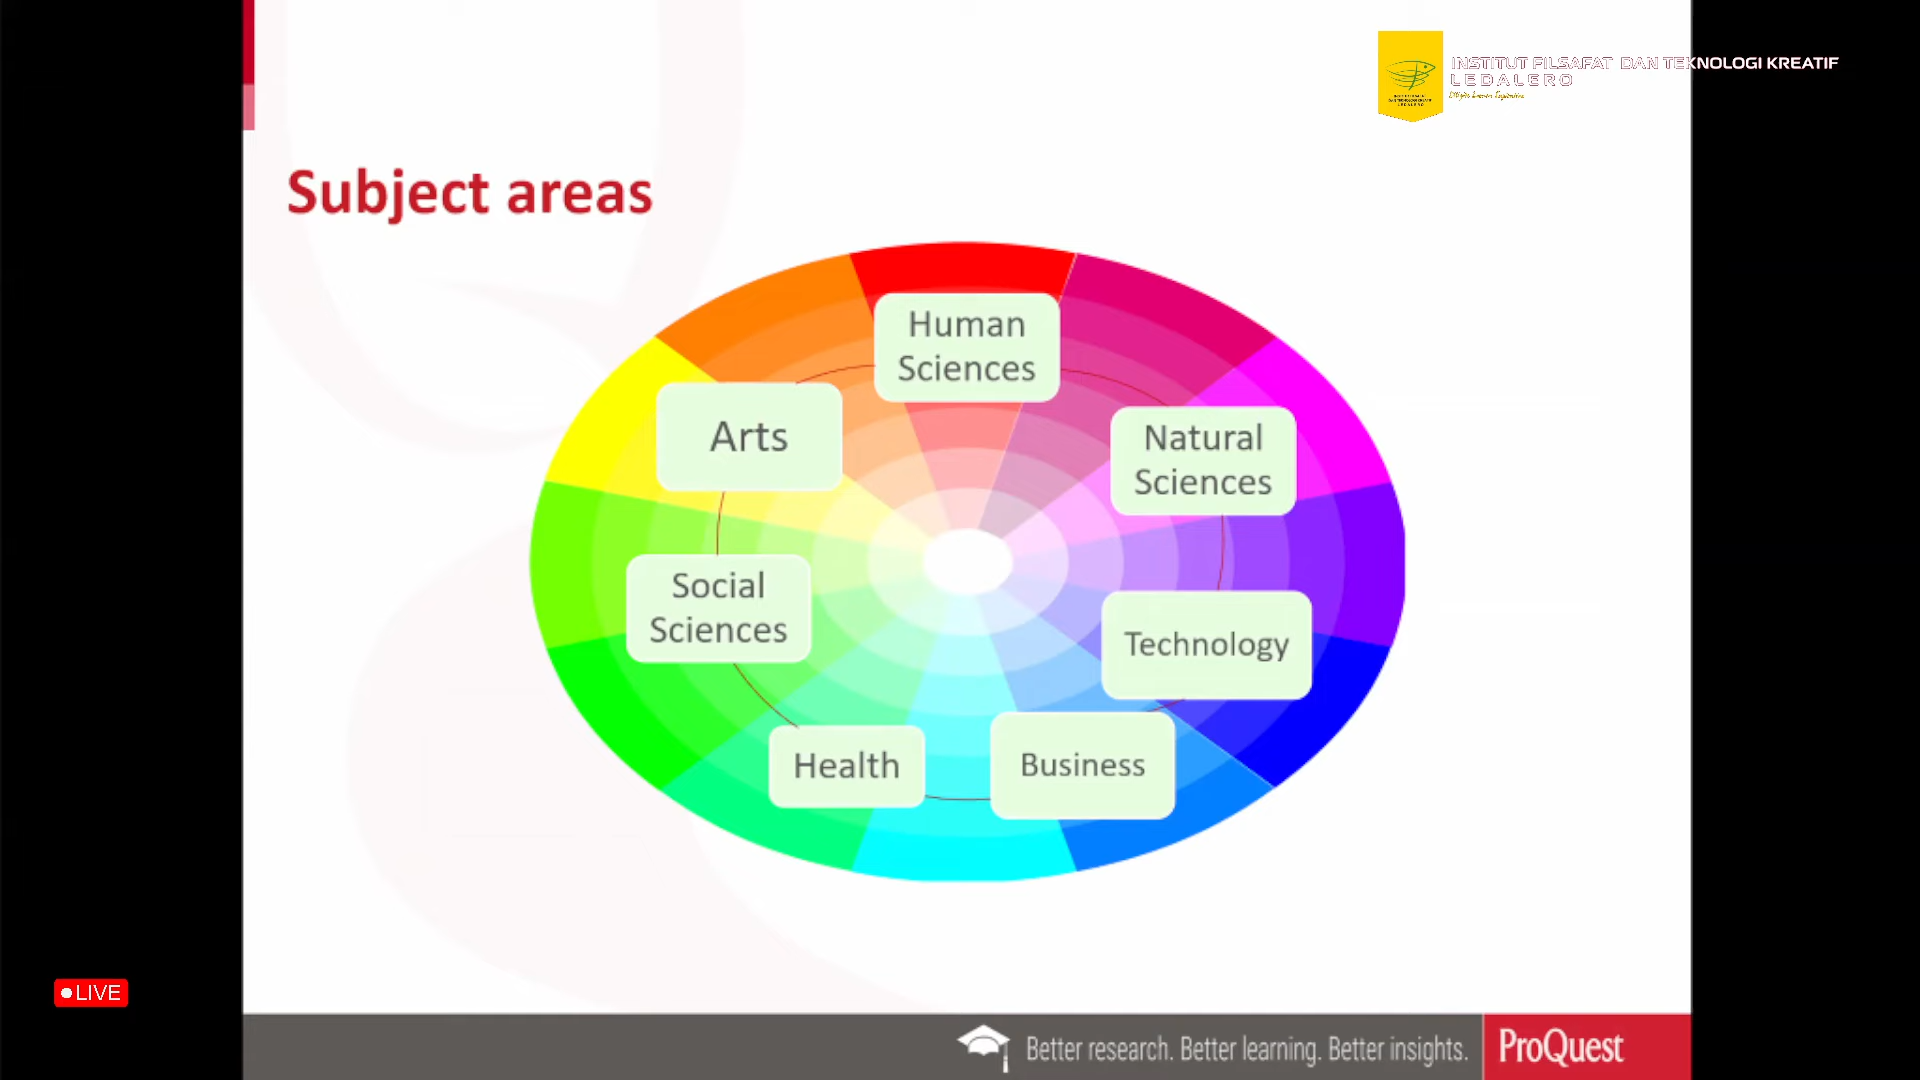 INSTITUT FILSAFAT DAN TEKNOLOGI KREATIF
LEDALERO
Subject areas
Human
Sciences
Arts
Natural
Sciences
Social
Sciences
Technology
Health
Business
LIVE
Better research. Better learning. Better insights.
ProQuest